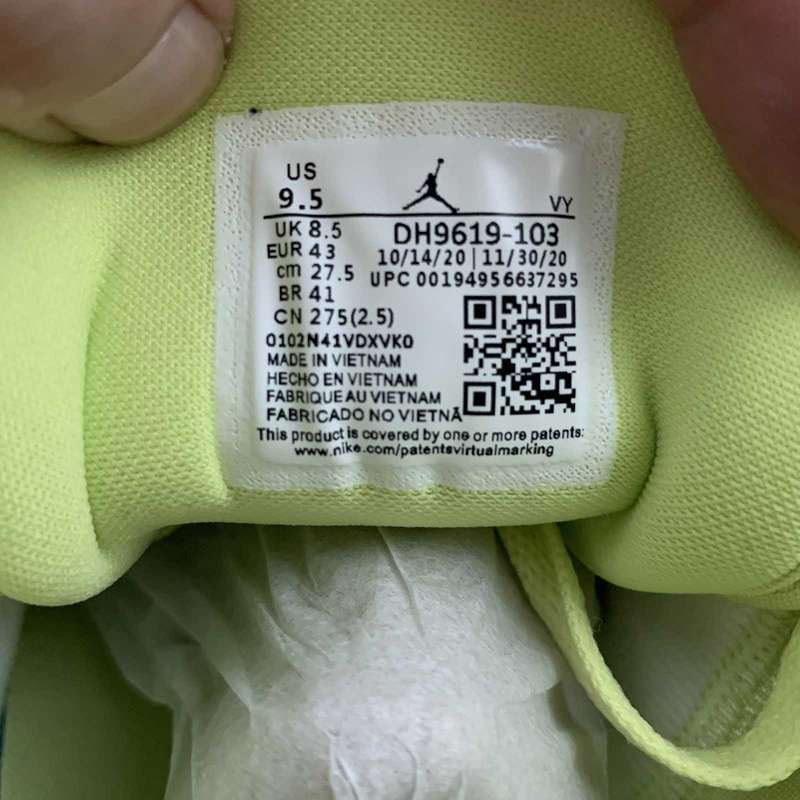 US
9.5
VY
UK 8.5
EUR 43
cm 27.5
BR 41
CN 275(2.5)
DH9619-103
10/14/20 | 11/30/20
UPC 00194956637295
0102N41VDXVK0
MADE IN VIETNAM
HECHO EN VIETNAM
FABRIQUE AU VIETNAM
FABRICADO NO VIETNÃ
This product is covered by one or more patents:
www.nike.com/patentsvirtualmarking